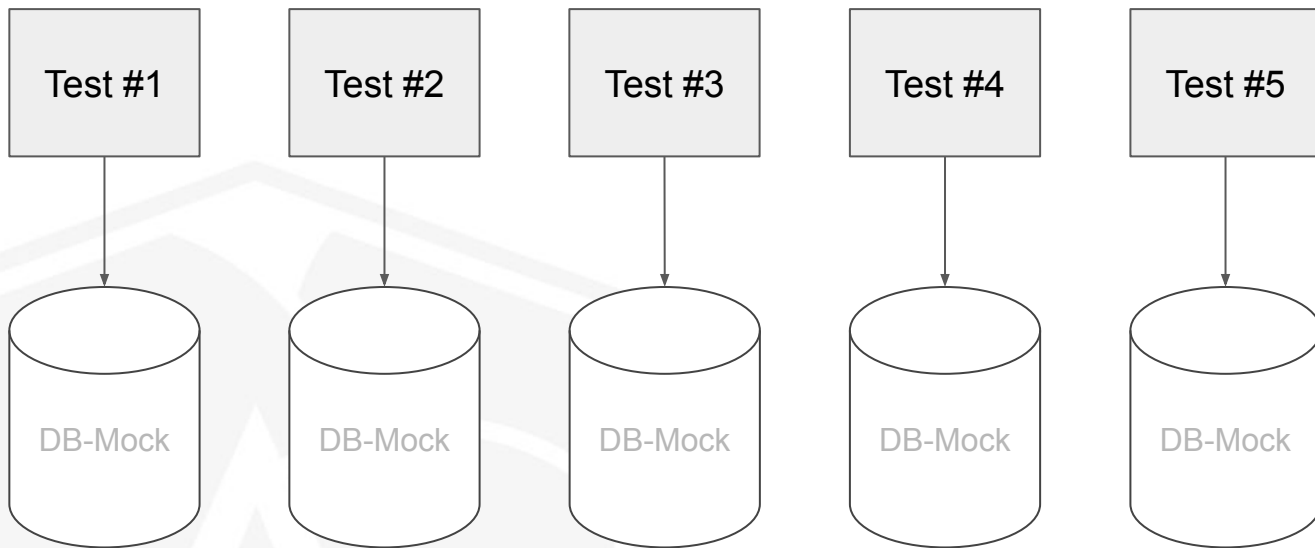 Test #1
Test #2
Test #3
Test #4
Test #5
DB-Mock
DB-Mock
DB-Mock
DB-Mock
DB-Mock